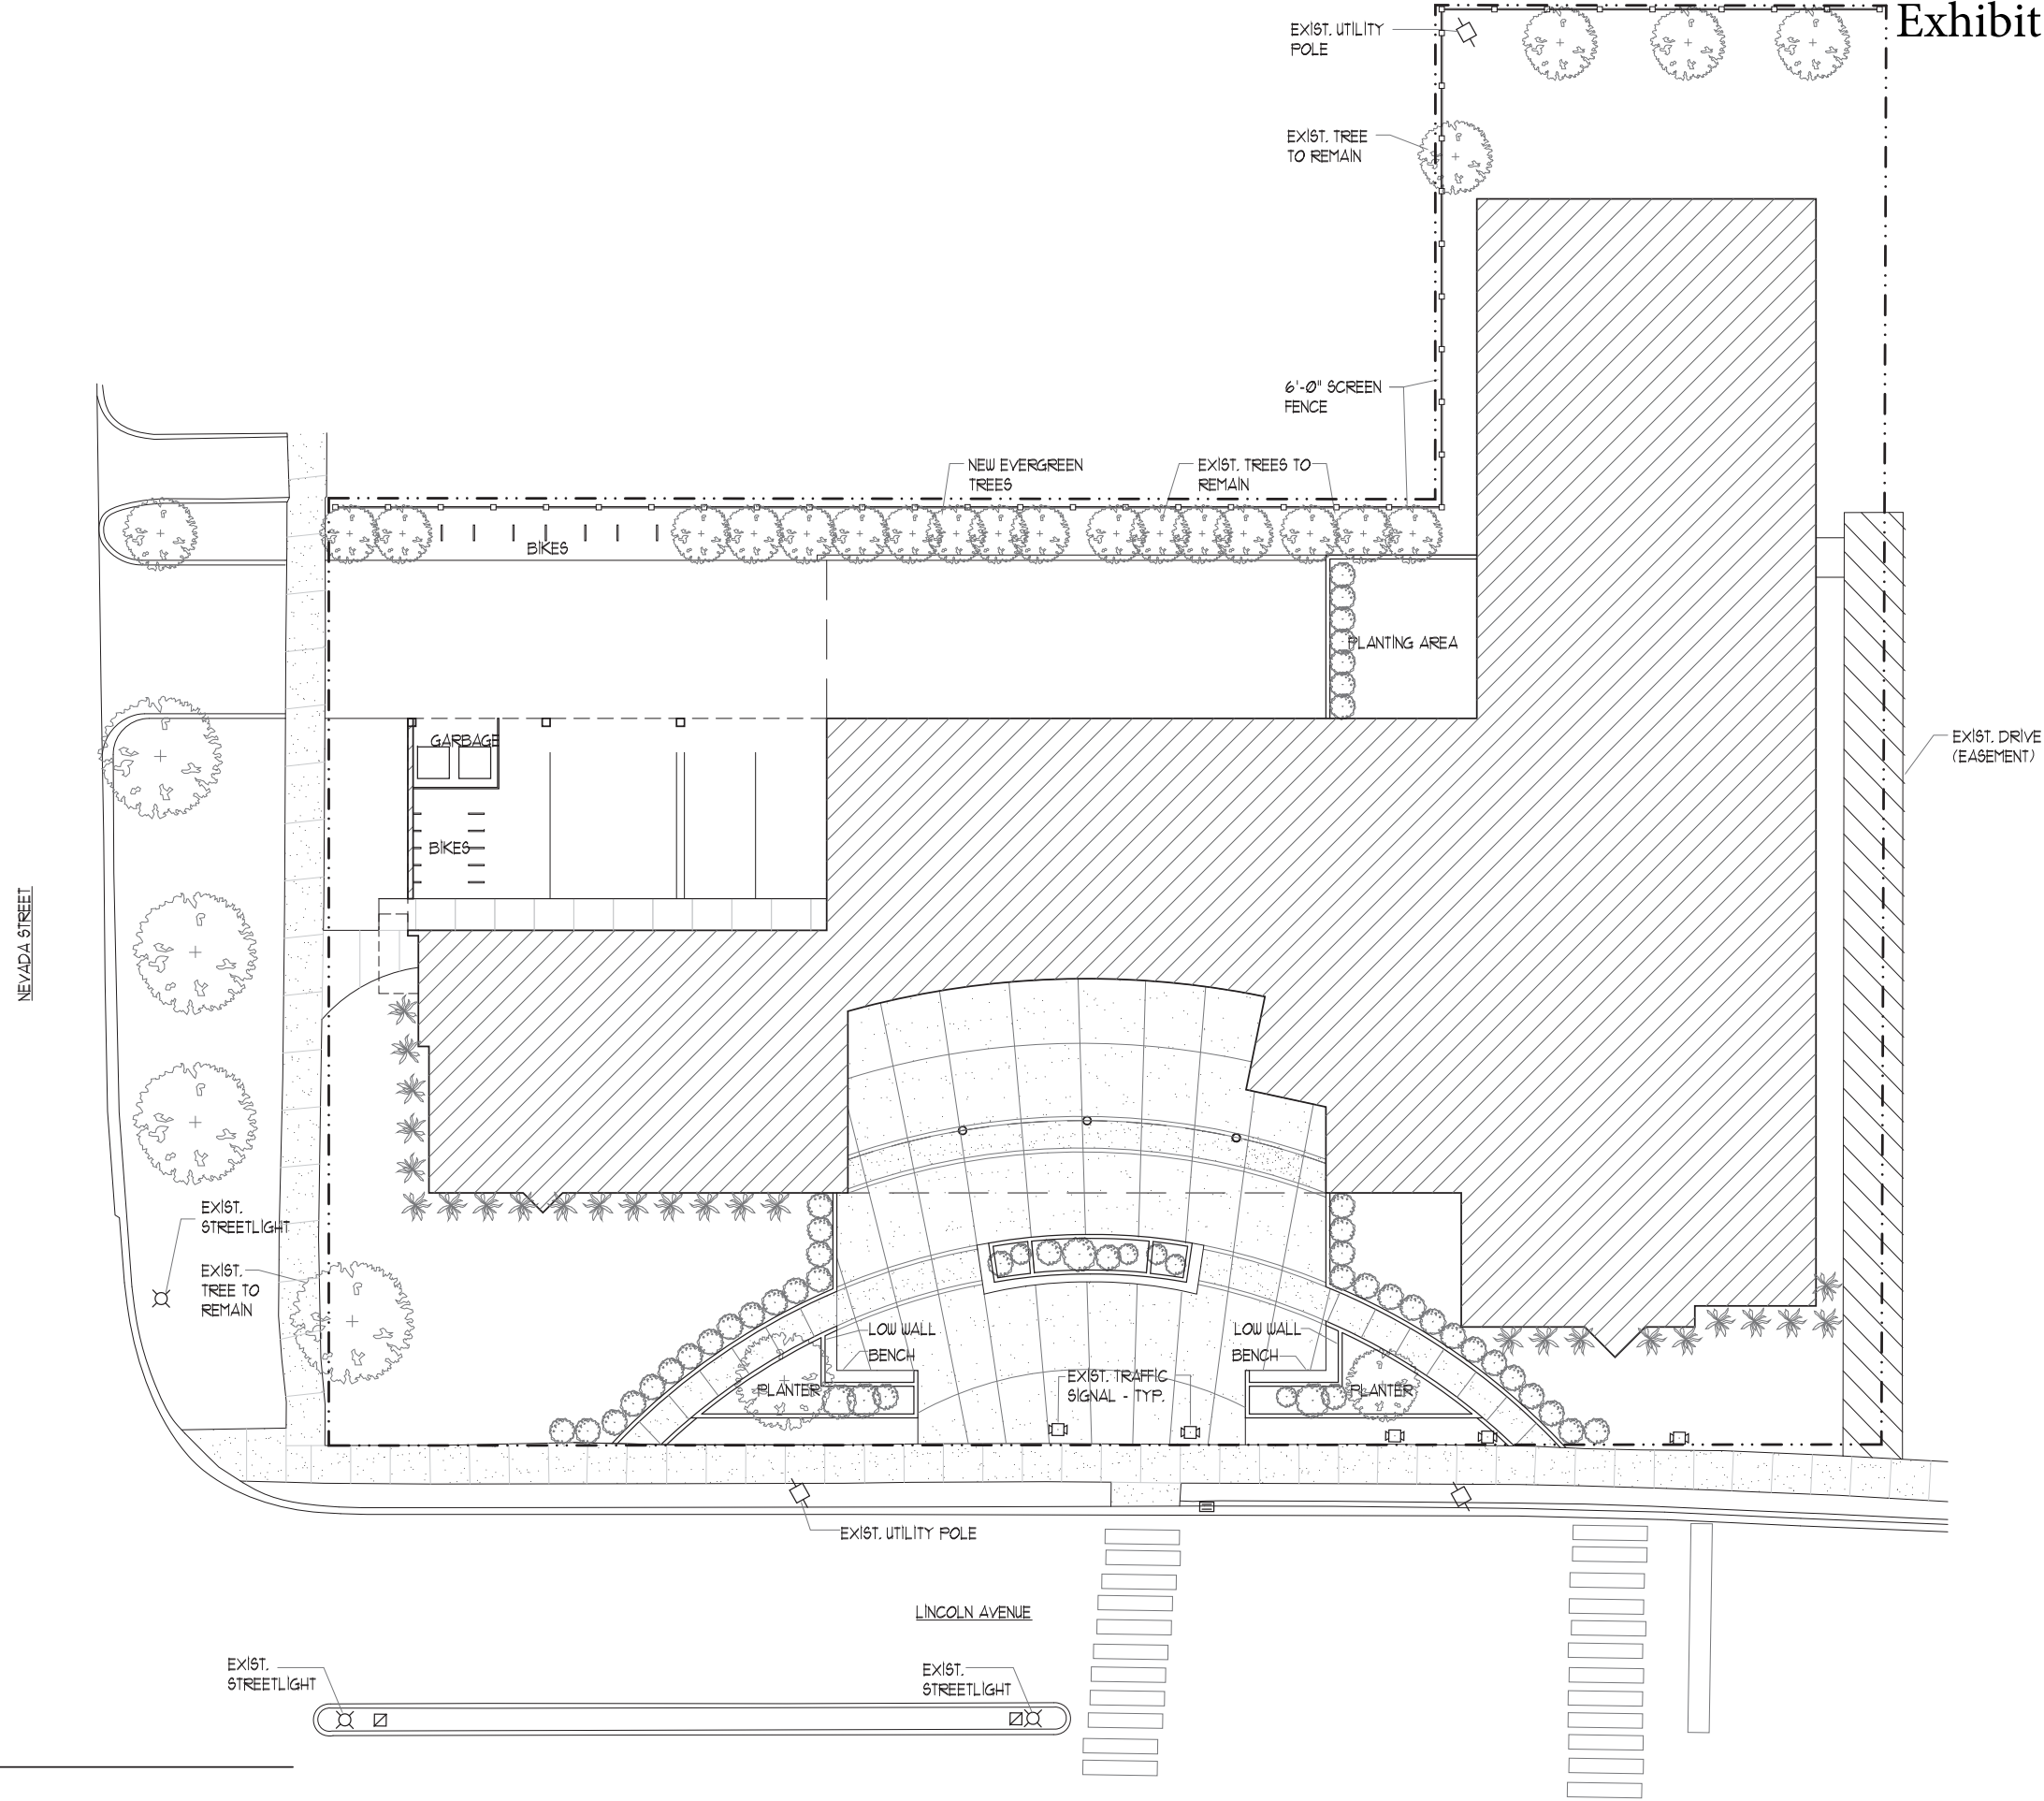 Exhibit
EXIST. UTILITY
POLE
EXIST. TREE
TO REMAIN
6'-0" SCREEN
FENCE
NEW EVERGREEN
TREES
EXIST. TREES TO
REMAIN
BIKES
PLANTING AREA
GARBAGE
EXIST. DRIVE
(EASEMENT)
BIKES
NEVADA STREET
EXIST.
STREETLIGHT
EXIST.
TREE TO
REMAIN
LOW WALL
BENCH
PLANTER
LOW WALL
BENCH
PLANTER
EXIST. TRAFFIC
SIGNAL - TYP.
EXIST. UTILITY POLE
LINCOLN AVENUE
EXIST.
STREETLIGHT
EXIST.
STREETLIGHT